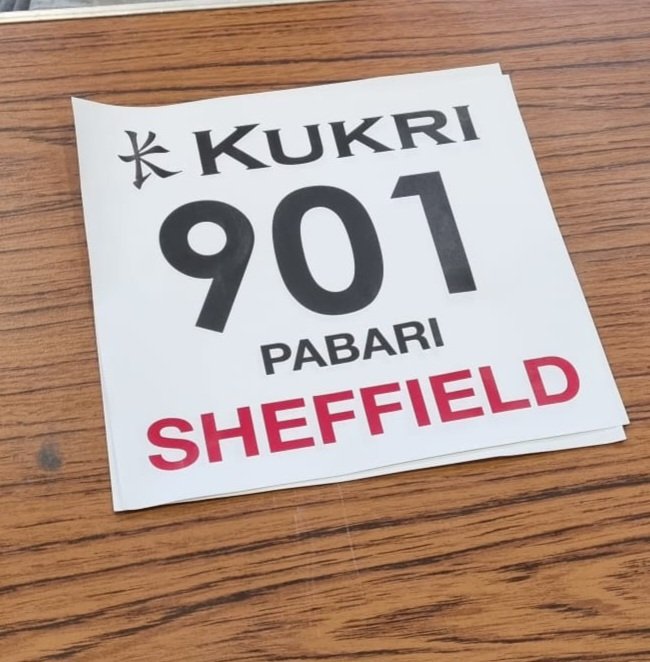 KUKRI
901
PABARI
SHEFFIELD